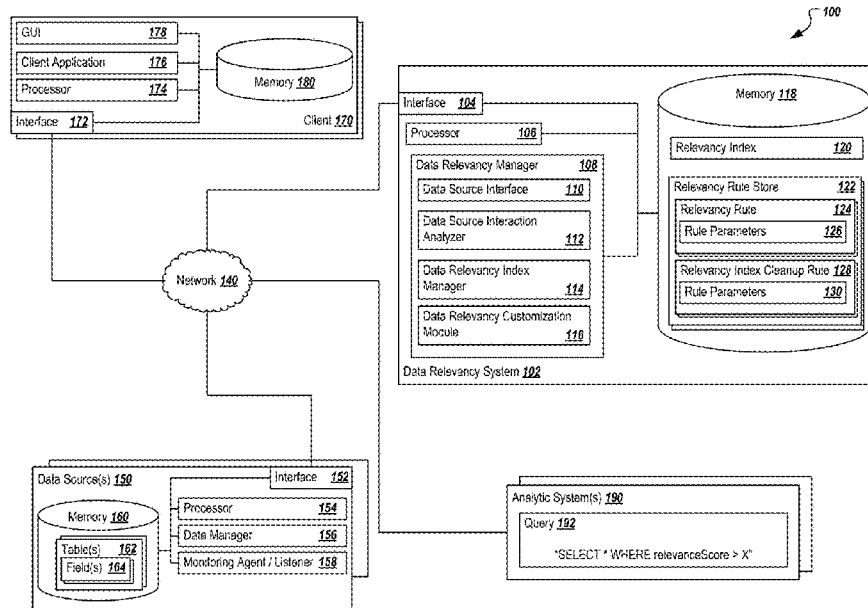 100
GUI 178
Client Application 176
Processor 174
Interface 172
Memory 180
Client 170
Interface 104
Processor 106
Data Relevancy Manager 108
Data Source Interface 110
Data Source Interaction
Analyzer 112
Data Relevancy Index
Manager 114
Data Relevancy Customization
Module 116
Data Relevancy System 102
Memory 118
Relevancy Index 120
Relevancy Rule Store 122
Relevancy Rule 124
Rule Parameters 126
Relevancy Index Cleanup Rule 128
Rule Parameters 130
Network 140
Data Source(s) 150
Interface 152
Memory 160
Table(s) 162
Field(s) 164
Processor 154
Data Manager 156
Monitoring Agent / Listener 158
Analytic System(s) 190
Query
192
"SELECT * WHERE relevanceScore > X"